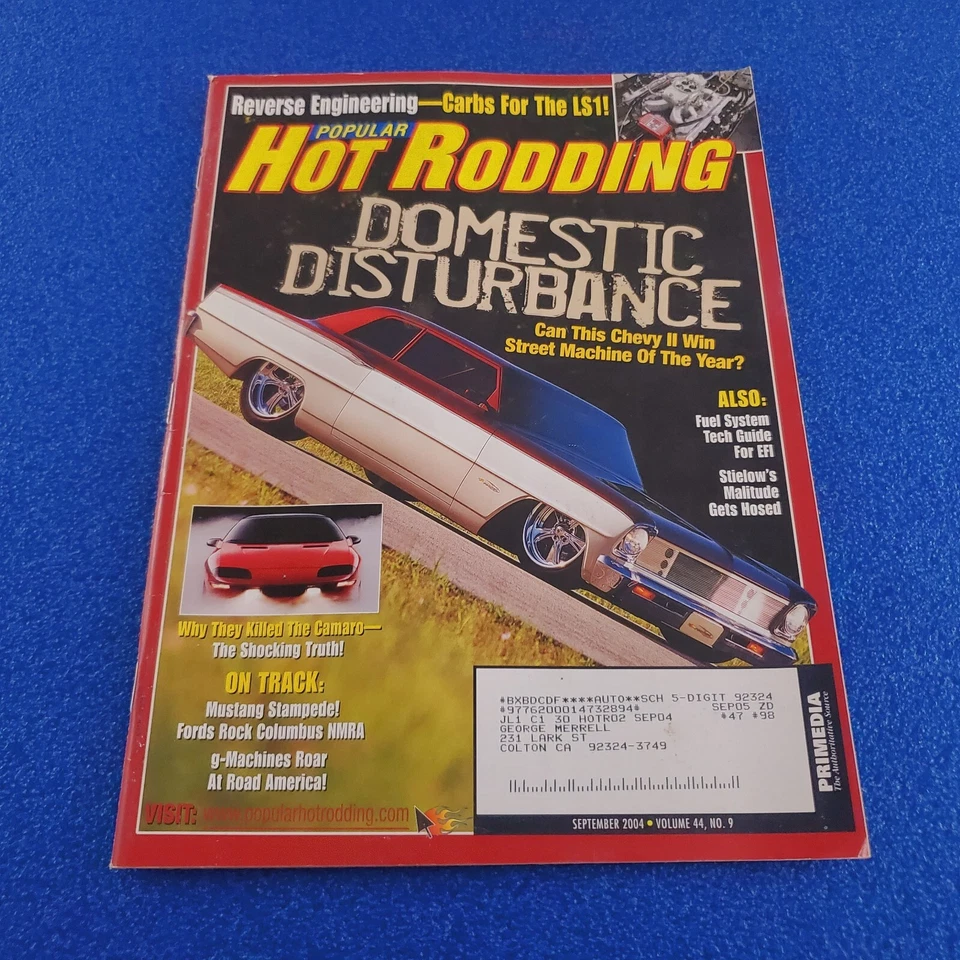 Reverse Engineering—Carbs For The LS1!
POPULAR
HOT RODDING
DOMESTIC
DISTURBANCE
Can This Chevy II Win
Street Machine Of The Year?
ALSO:
Fuel System
Tech Guide
For EFI
Stielow's
Malitude
Gets Hosed
Why They Killed The Camaro—
The Shocking Truth!
ON TRACK:
Mustang Stampede!
Fords Rock Columbus NMRA
g-Machines Roar
At Road America!
VISIT: www.popularhotrodding.com
#BXBDCDF****AUTO**SCH 5-DIGIT 92324
#9776200014732894# SEP05 ZD
JL1 C1 30 HOTRO2 SEP04 #47 #98
GEORGE MERRELL
231 LARK ST
COLTON CA 92324-3749
PRIMEDIA
The Authoritative Source
SEPTEMBER 2004 • VOLUME 44, NO. 9